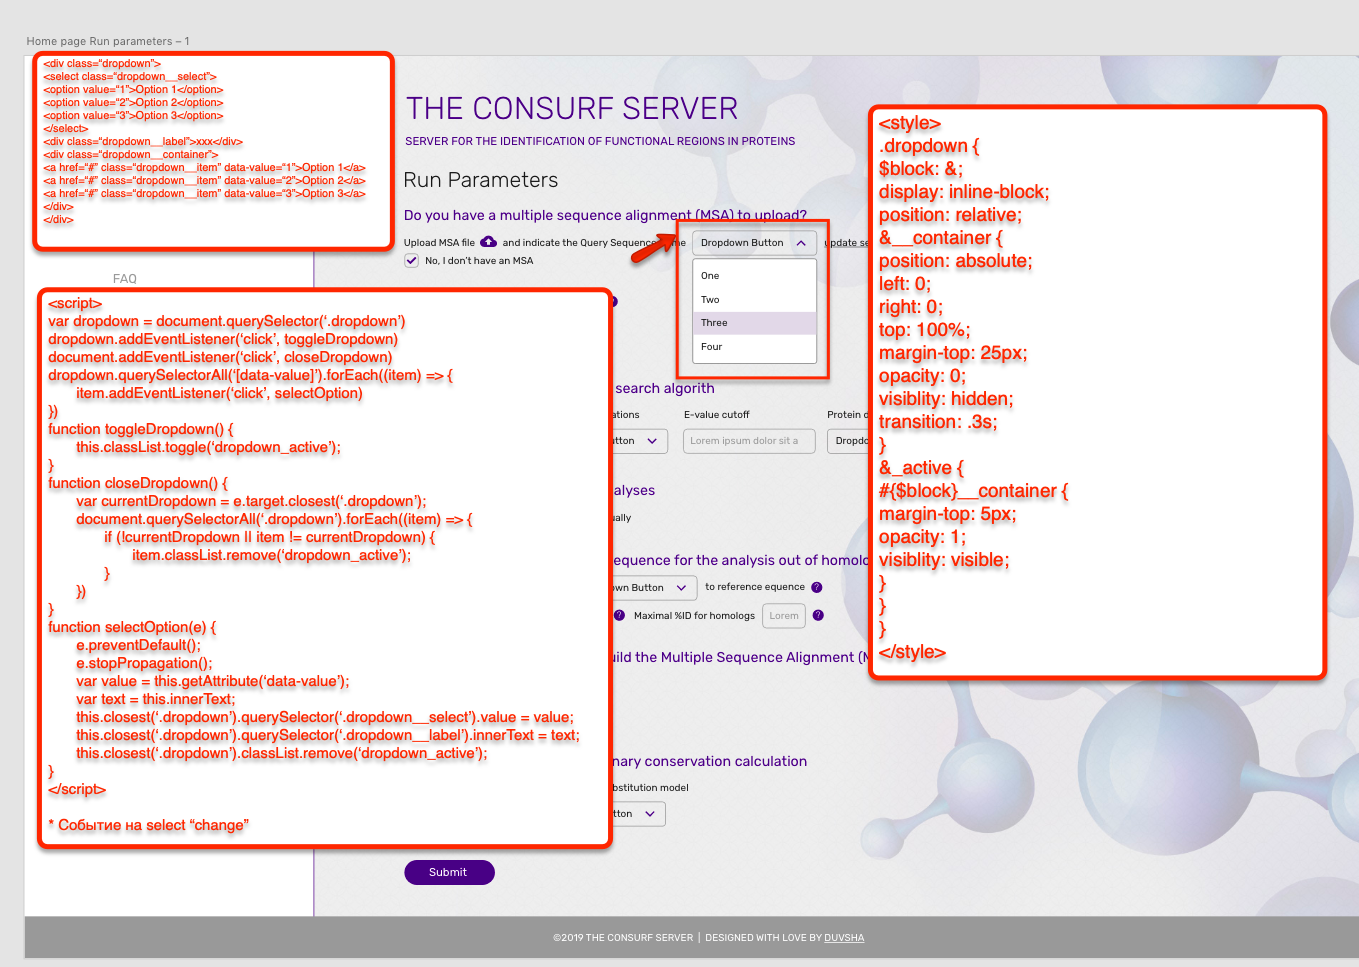 Home page Run parameters – 1
<div class=“dropdown”>
<select class=“dropdown__select”>
<option value=“1”>Option 1</option>
<option value=“2”>Option 2</option>
<option value=“3”>Option 3</option>
</select>
<div class=“dropdown__label”>xxx</div>
<div class=“dropdown__container”>
<a href=“#” class=“dropdown__item” data-value=“1”>Option 1</a>
<a href=“#” class=“dropdown__item” data-value=“2”>Option 2</a>
<a href=“#” class=“dropdown__item” data-value=“3”>Option 3</a>
</div>
</div>
FAQ
<script>
var dropdown = document.querySelector(‘.dropdown’)
dropdown.addEventListener(‘click’, toggleDropdown)
document.addEventListener(‘click’, closeDropdown)
dropdown.querySelectorAll(‘[data-value]’).forEach((item) => {
item.addEventListener(‘click’, selectOption)
})
function toggleDropdown() {
this.classList.toggle(‘dropdown_active’);
}
function closeDropdown() {
var currentDropdown = e.target.closest(‘.dropdown’);
document.querySelectorAll(‘.dropdown’).forEach((item) => {
if (!currentDropdown || item != currentDropdown) {
item.classList.remove(‘dropdown_active’);
}
})
}
function selectOption(e) {
e.preventDefault();
e.stopPropagation();
var value = this.getAttribute(‘data-value’);
var text = this.innerText;
this.closest(‘.dropdown’).querySelector(‘.dropdown__select’).value = value;
this.closest(‘.dropdown’).querySelector(‘.dropdown__label’).innerText = text;
this.closest(‘.dropdown’).classList.remove(‘dropdown_active’);
}
</script>
* Событие на select “change”
THE CONSURF SERVER
SERVER FOR THE IDENTIFICATION OF FUNCTIONAL REGIONS IN PROTEINS
Run Parameters
Do you have a multiple sequence alignment (MSA) to upload?
Upload MSA file and indicate the Query Sequence Dropdown Button update
No, I don't have an MSA
One
Two
Three
Four
search algorith
E-value cutoff Protein
Lorem ipsum dolor sit a
to reference equence ?
equence for the analysis out of
Button
? Maximal %ID for homologs Lorem ?
the Multiple Sequence Alignment
conservation calculation
model
Submit
<style>
.dropdown {
$block: &;
display: inline-block;
position: relative;
&__container {
position: absolute;
left: 0;
right: 0;
top: 100%;
margin-top: 25px;
opacity: 0;
visiblity: hidden;
transition: .3s;
}
&_active {
#{$block}__container {
margin-top: 5px;
opacity: 1;
visiblity: visible;
}
}
}
</style>
©2019 THE CONSURF SERVER | DESIGNED WITH LOVE BY DUVSHA